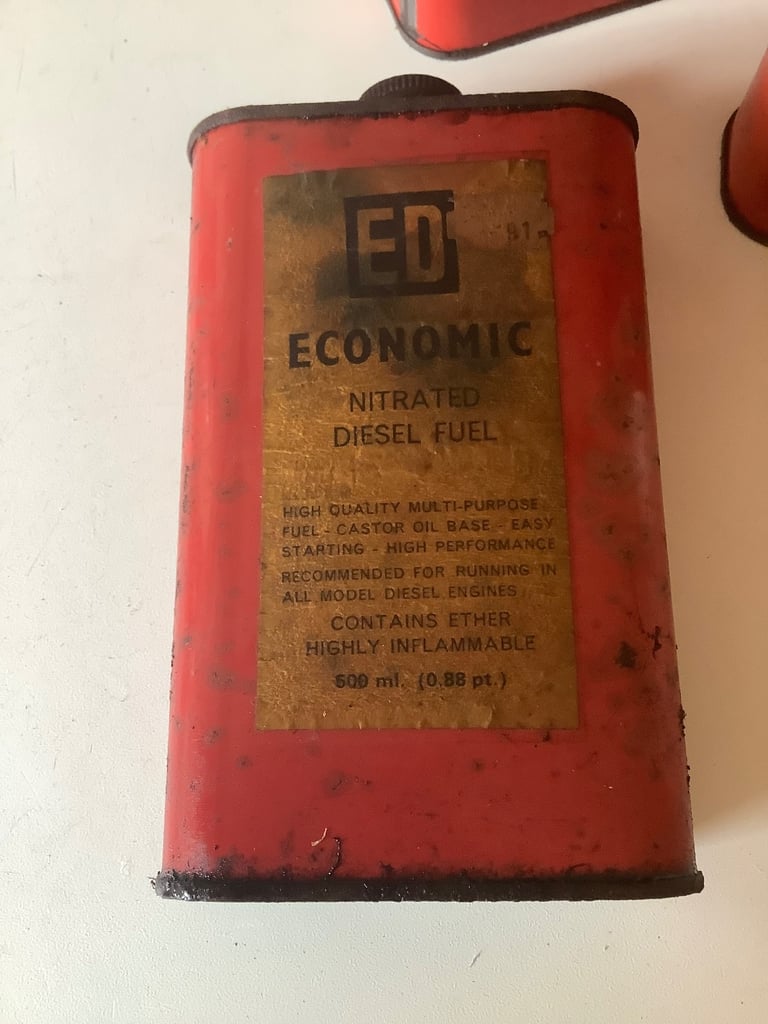 ED
91
ECONOMIC
NITRATED
DIESEL FUEL
HIGH QUALITY MULTI-PURPOSE
FUEL - CASTOR OIL BASE - EASY
STARTING - HIGH PERFORMANCE
RECOMMENDED FOR RUNNING IN
ALL MODEL DIESEL ENGINES
CONTAINS ETHER
HIGHLY INFLAMMABLE
500 ml. (0.88 pt.)